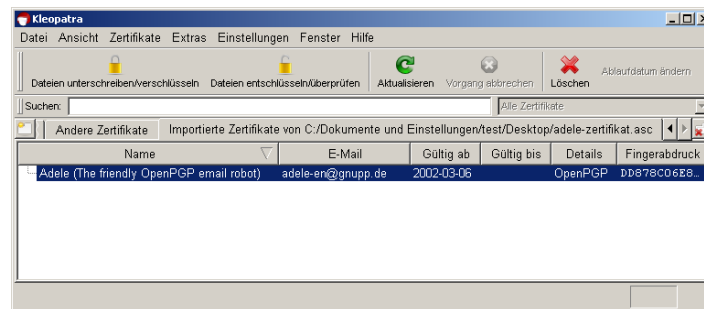 Kleopatra
Datei Ansicht Zertifikate Extras Einstellungen Fenster Hilfe
Dateien unterschreiben/verschlüsseln Dateien entschlüsseln/überprüfen Aktualisieren Vorgang abbrechen Löschen Ablaufdatum ändern
Suchen: Alle Zertifikate
Andere Zertifikate Importierte Zertifikate von C:/Dokumente und Einstellungen/test/Desktop/adele-zertifikat.asc
Name E-Mail Gültig ab Gültig bis Details Fingerabdruck
Adele (The friendly OpenPGP email robot) adele-en@gnupp.de 2002-03-06 OpenPGP DD878C06E8...